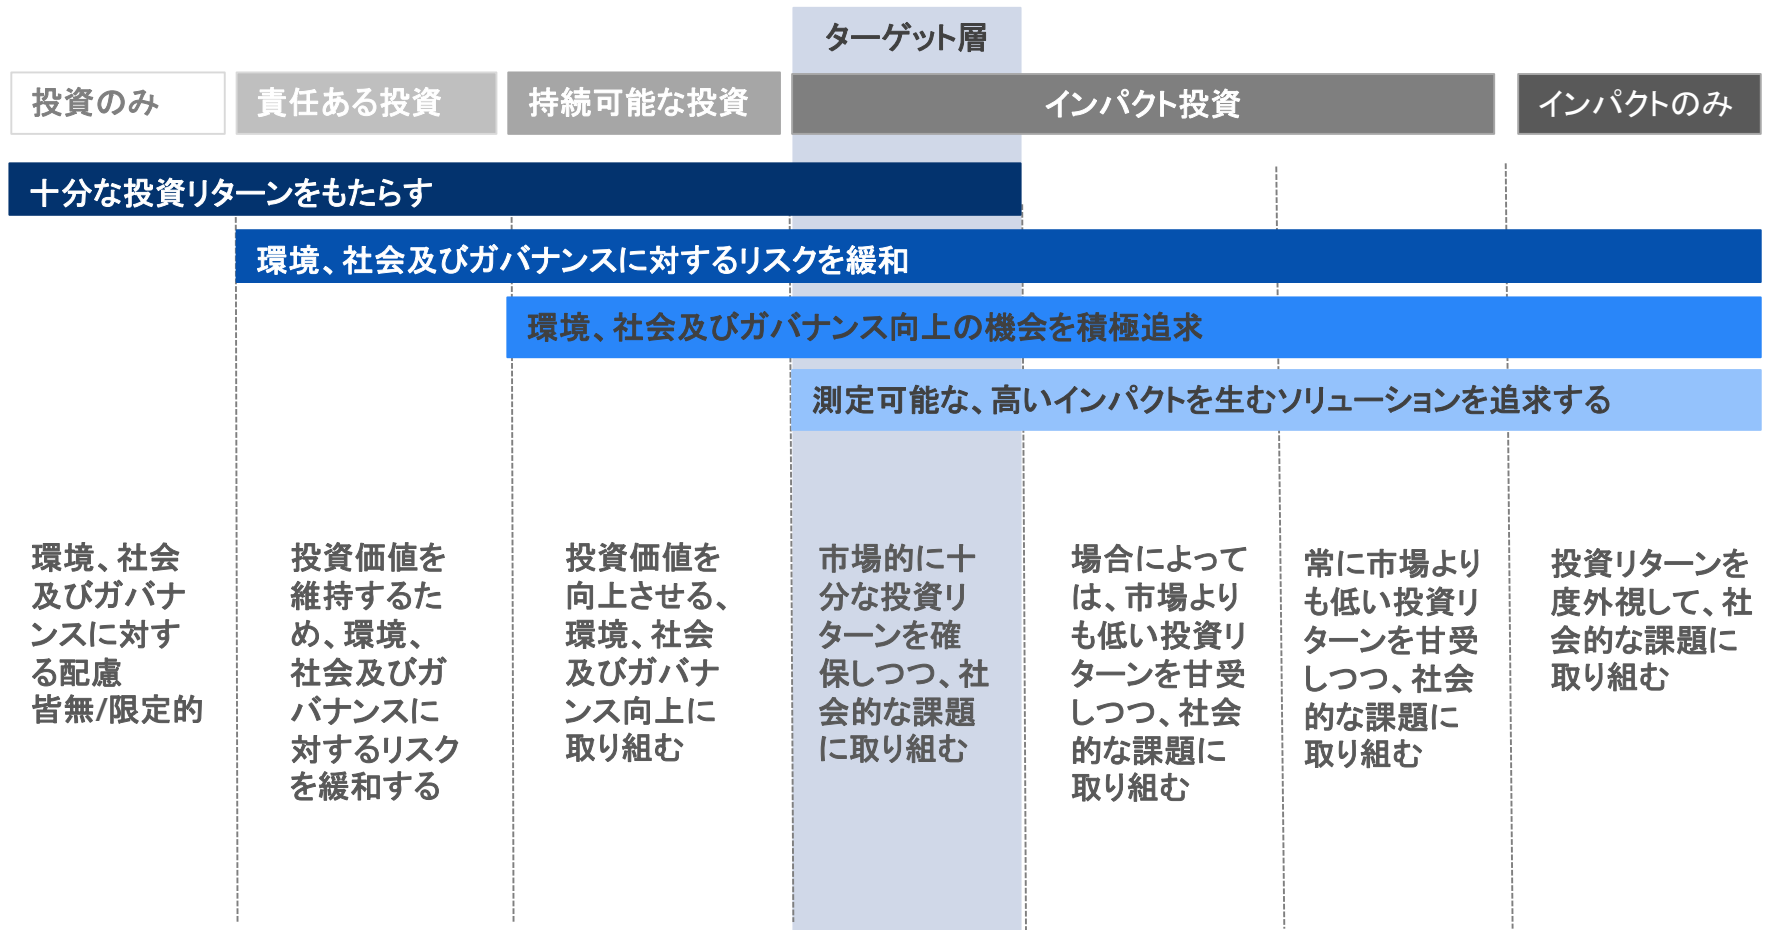 ターゲット層
投資のみ
責任ある投資
持続可能な投資
インパクト投資
インパクトのみ
十分な投資リターンをもたらす
環境、社会及びガバナンスに対するリスクを緩和
環境、社会及びガバナンス向上の機会を積極追求
測定可能な、高いインパクトを生むソリューションを追求する
環境、社会
及びガバナ
ンスに対す
る配慮
皆無/限定的
投資価値を
維持するた
め、環境、
社会及びガ
バナンスに
対するリスク
を緩和する
投資価値を
向上させる、
環境、社会
及びガバナ
ンス向上に
取り組む
市場的に十
分な投資リ
ターンを確
保しつつ、社
会的な課題
に取り組む
場合によって
は、市場より
も低い投資リ
ターンを甘受
しつつ、社会
的な課題に
取り組む
常に市場より
も低い投資リ
ターンを甘受
しつつ、社会
的な課題に
取り組む
投資リターンを
度外視して、社
会的な課題に
取り組む